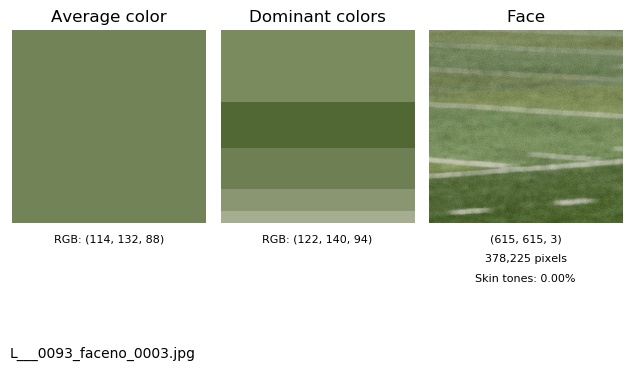 Average color
Dominant colors
Face
RGB: (114, 132, 88)
RGB: (122, 140, 94)
(615, 615, 3)
378,225 pixels
Skin tones: 0.00%
L___0093_faceno_0003.jpg